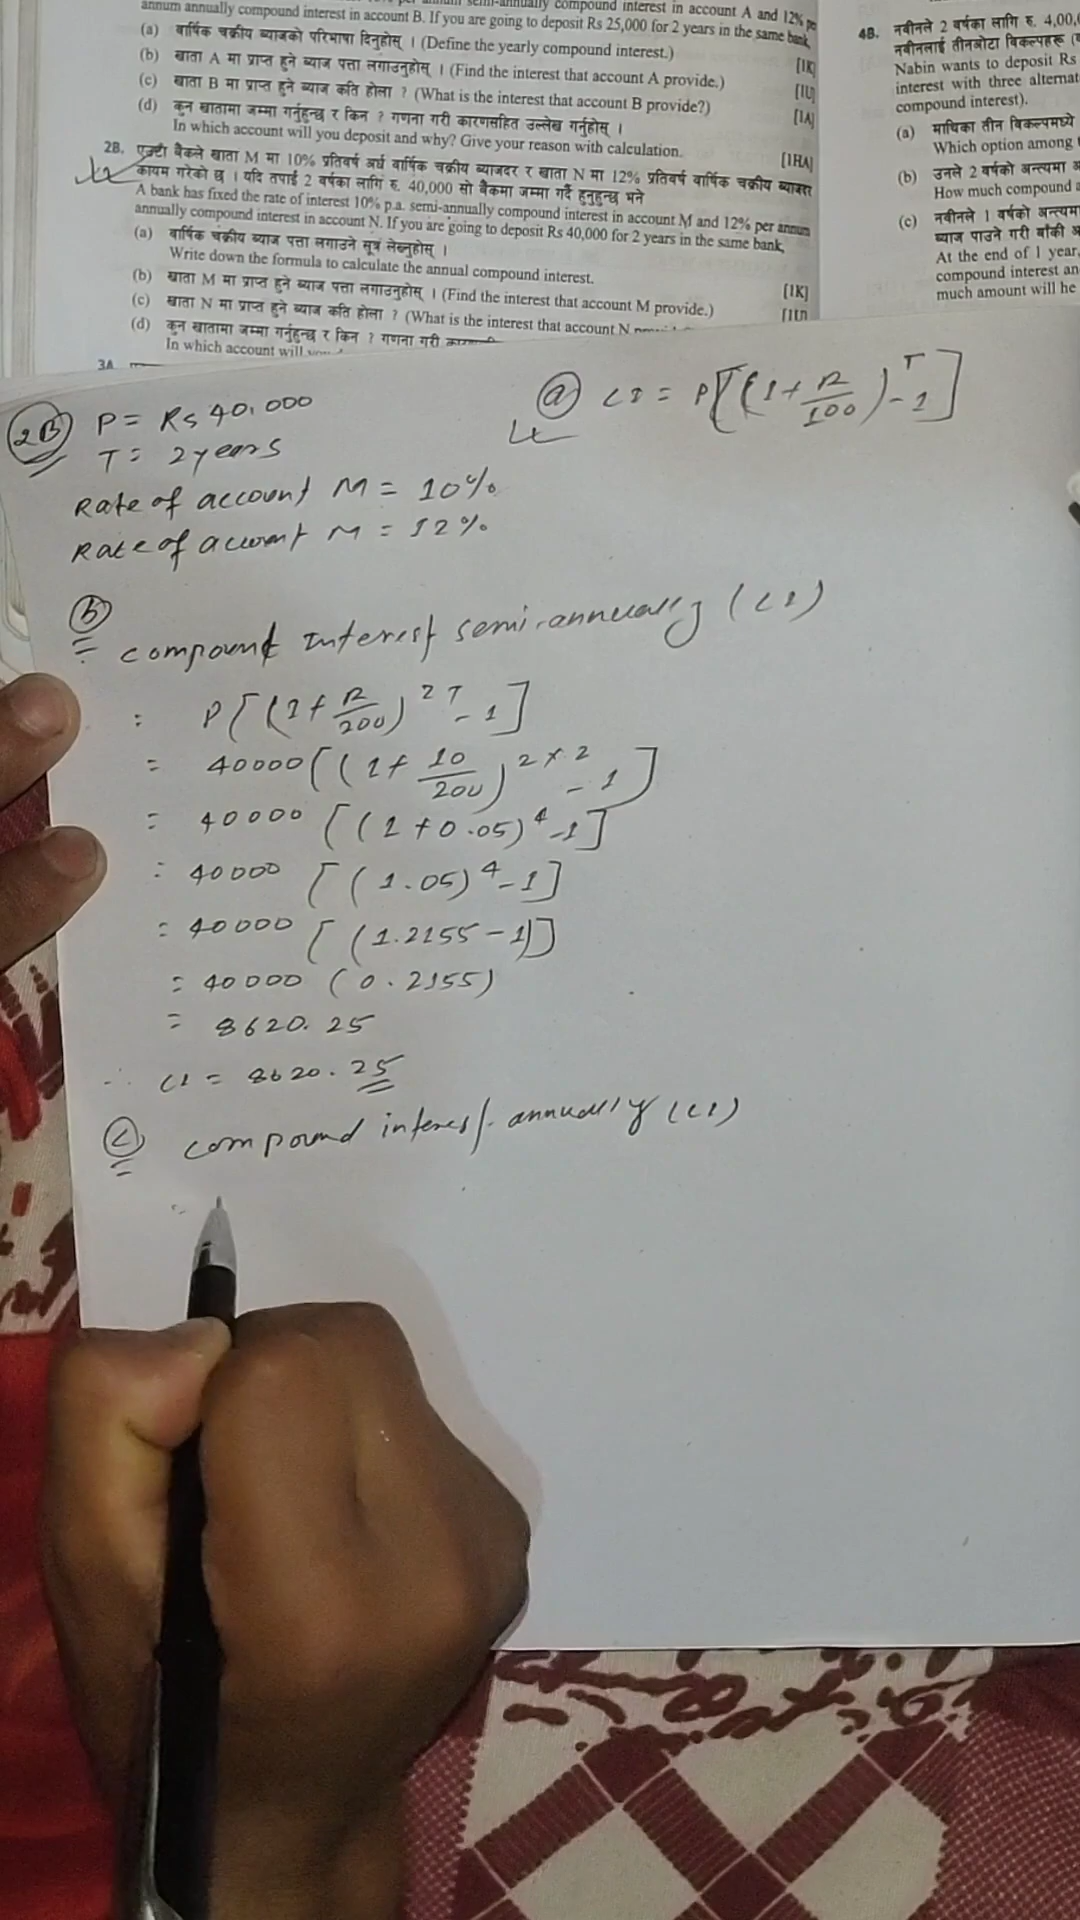 annum annually compound interest in account B. If you are going to deposit Rs 25,000 for 2 years in the same bank,
(a) वार्षिक चक्रीय ब्याजको परिभाषा दिनुहोस् । (Define the yearly compound interest.) [1K]
(b) खाता A मा प्राप्त हुने ब्याज पत्ता लगाउनुहोस् । (Find the interest that account A provide.) [1U]
(c) खाता B मा प्राप्त हुने ब्याज कति होला ? (What is the interest that account B provide?) [1A]
(d) कुन खातामा जम्मा गर्नुहुन्छ र किन ? गणना गरी कारणसहित उल्लेख गर्नुहोस् ।
In which account will you deposit and why? Give your reason with calculation. [1HA]
2B. एउटा बैंकले खाता M मा 10% प्रतिवर्ष अर्ध वार्षिक चक्रीय ब्याजदर र खाता N मा 12% प्रतिवर्ष वार्षिक चक्रीय ब्याजदर
कायम गरेको छ । यदि तपाईं 2 वर्षका लागि रु. 40,000 सो बैंकमा जम्मा गर्दै हुनुहुन्छ भने
A bank has fixed the rate of interest 10% p.a. semi-annually compound interest in account M and 12% per annum
annually compound interest in account N. If you are going to deposit Rs 40,000 for 2 years in the same bank,
(a) वार्षिक चक्रीय ब्याज पत्ता लगाउने सूत्र लेख्नुहोस् ।
Write down the formula to calculate the annual compound interest. [1K]
(b) खाता M मा प्राप्त हुने ब्याज पत्ता लगाउनुहोस् । (Find the interest that account M provide.) [1U]
(c) खाता N मा प्राप्त हुने ब्याज कति होला ? (What is the interest that account N
(d) कुन खातामा जम्मा गर्नुहुन्छ र किन ? गणना गरी
In which account will
3A
4B. नबीनले 2 वर्षका लागि रु. 4,00,
नबीनलाई तीनओटा विकल्पहरू
Nabin wants to deposit Rs
interest with three alternat
compound interest).
(a) माथिका तीन विकल्पमध्ये
Which option among
(b) उनले 2 वर्षको अन्त्यमा
How much compound
(c) नबीनले 1 वर्षको अन्त्यमा
ब्याज पाउने गरी बाँकी
At the end of 1 year,
compound interest an
much amount will he
2B P = Rs 40,000
T = 2 years
Rate of account M = 10%
Rate of account M = 12%
(a) CI = P[(1+R/100)^T - 1]
(b) compound Interest semi-annually (CI)
= P[(1+R/200)^2T - 1]
= 40000[(1+10/200)^2×2 - 1]
= 40000 [(1+0.05)^4 -1]
= 40000 [(1.05)^4 -1]
= 40000 [(1.2155 - 1)]
= 40000 (0.2155)
= 8620.25
∴ CI = 8620.25
(c) compound interest annually (CI)
=